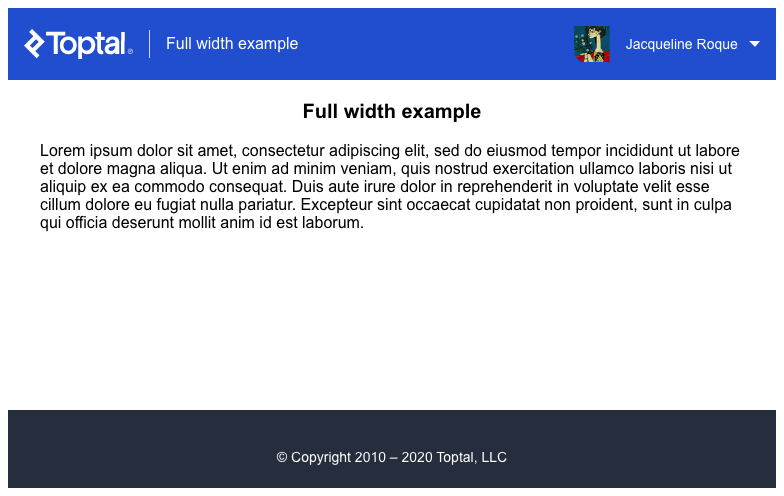 Toptal® Full width example Jacqueline Roque
Full width example
Lorem ipsum dolor sit amet, consectetur adipiscing elit, sed do eiusmod tempor incididunt ut labore
et dolore magna aliqua. Ut enim ad minim veniam, quis nostrud exercitation ullamco laboris nisi ut
aliquip ex ea commodo consequat. Duis aute irure dolor in reprehenderit in voluptate velit esse
cillum dolore eu fugiat nulla pariatur. Excepteur sint occaecat cupidatat non proident, sunt in culpa
qui officia deserunt mollit anim id est laborum.
© Copyright 2010 – 2020 Toptal, LLC